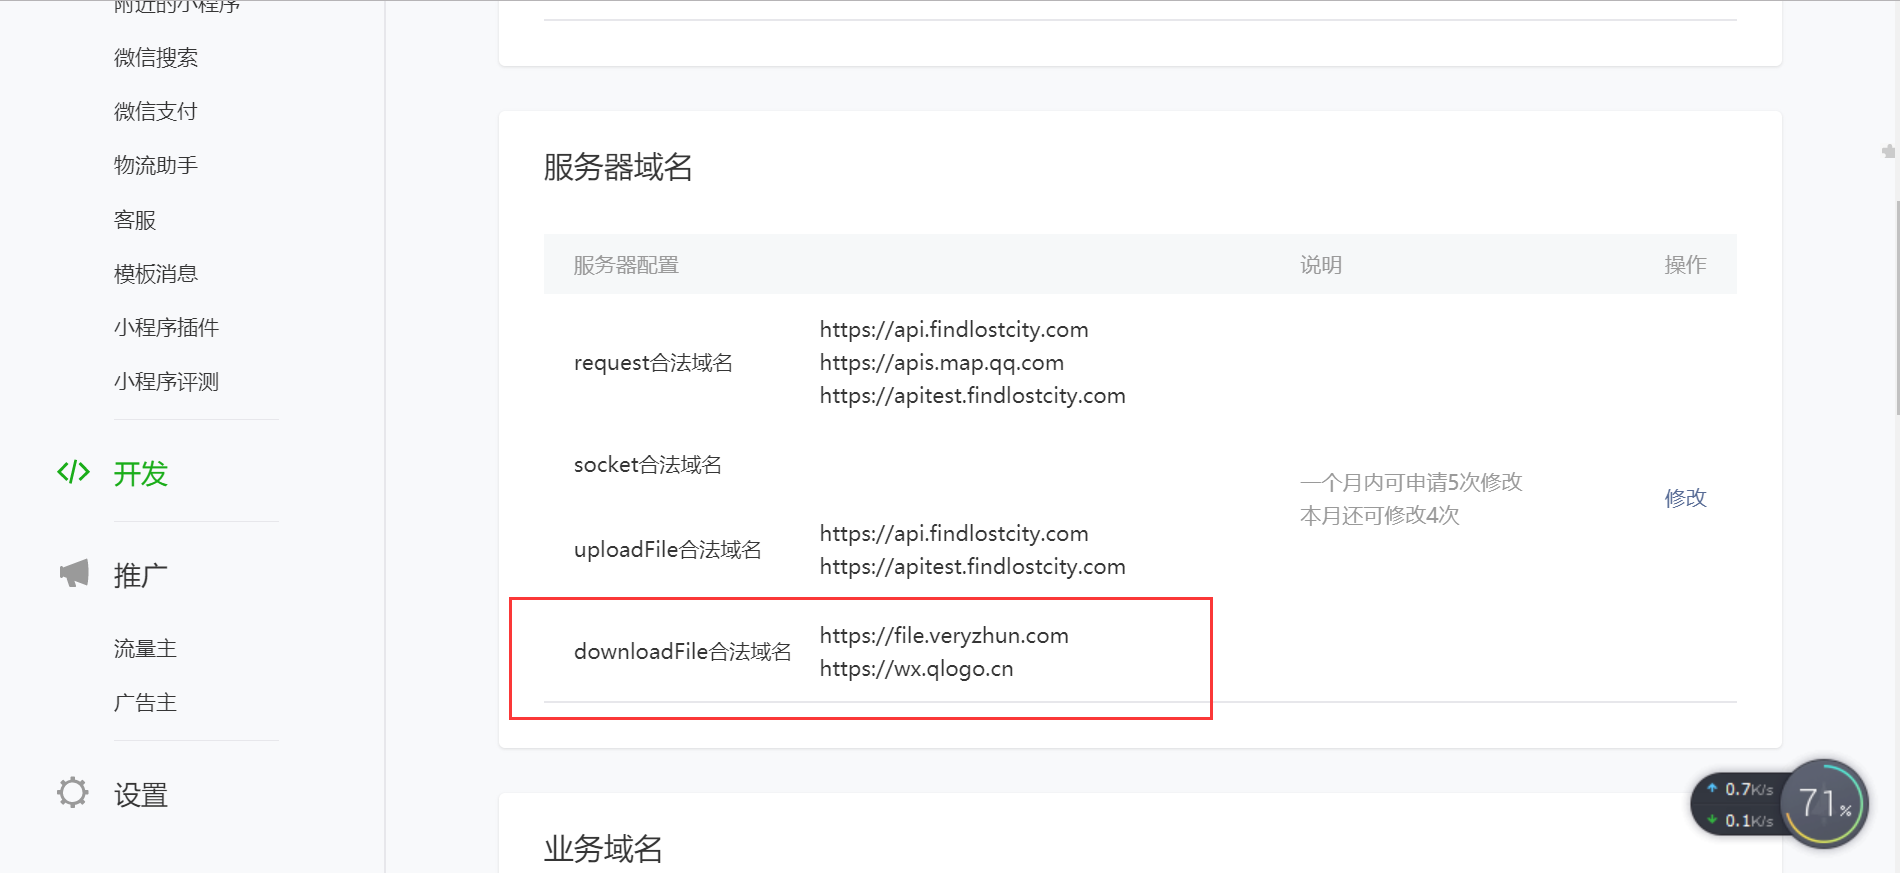 附近的小程序
微信搜索
微信支付
物流助手
客服
模板消息
小程序插件
小程序评测
开发
推广
流量主
广告主
设置
服务器域名
服务器配置 说明 操作
request合法域名
https://api.findlostcity.com
https://apis.map.qq.com
https://apitest.findlostcity.com
socket合法域名
uploadFile合法域名
https://api.findlostcity.com
https://apitest.findlostcity.com
downloadFile合法域名
https://file.veryzhun.com
https://wx.qlogo.cn
一个月内可申请5次修改
本月还可修改4次
修改
业务域名
0.7K/s
0.1K/s
71%